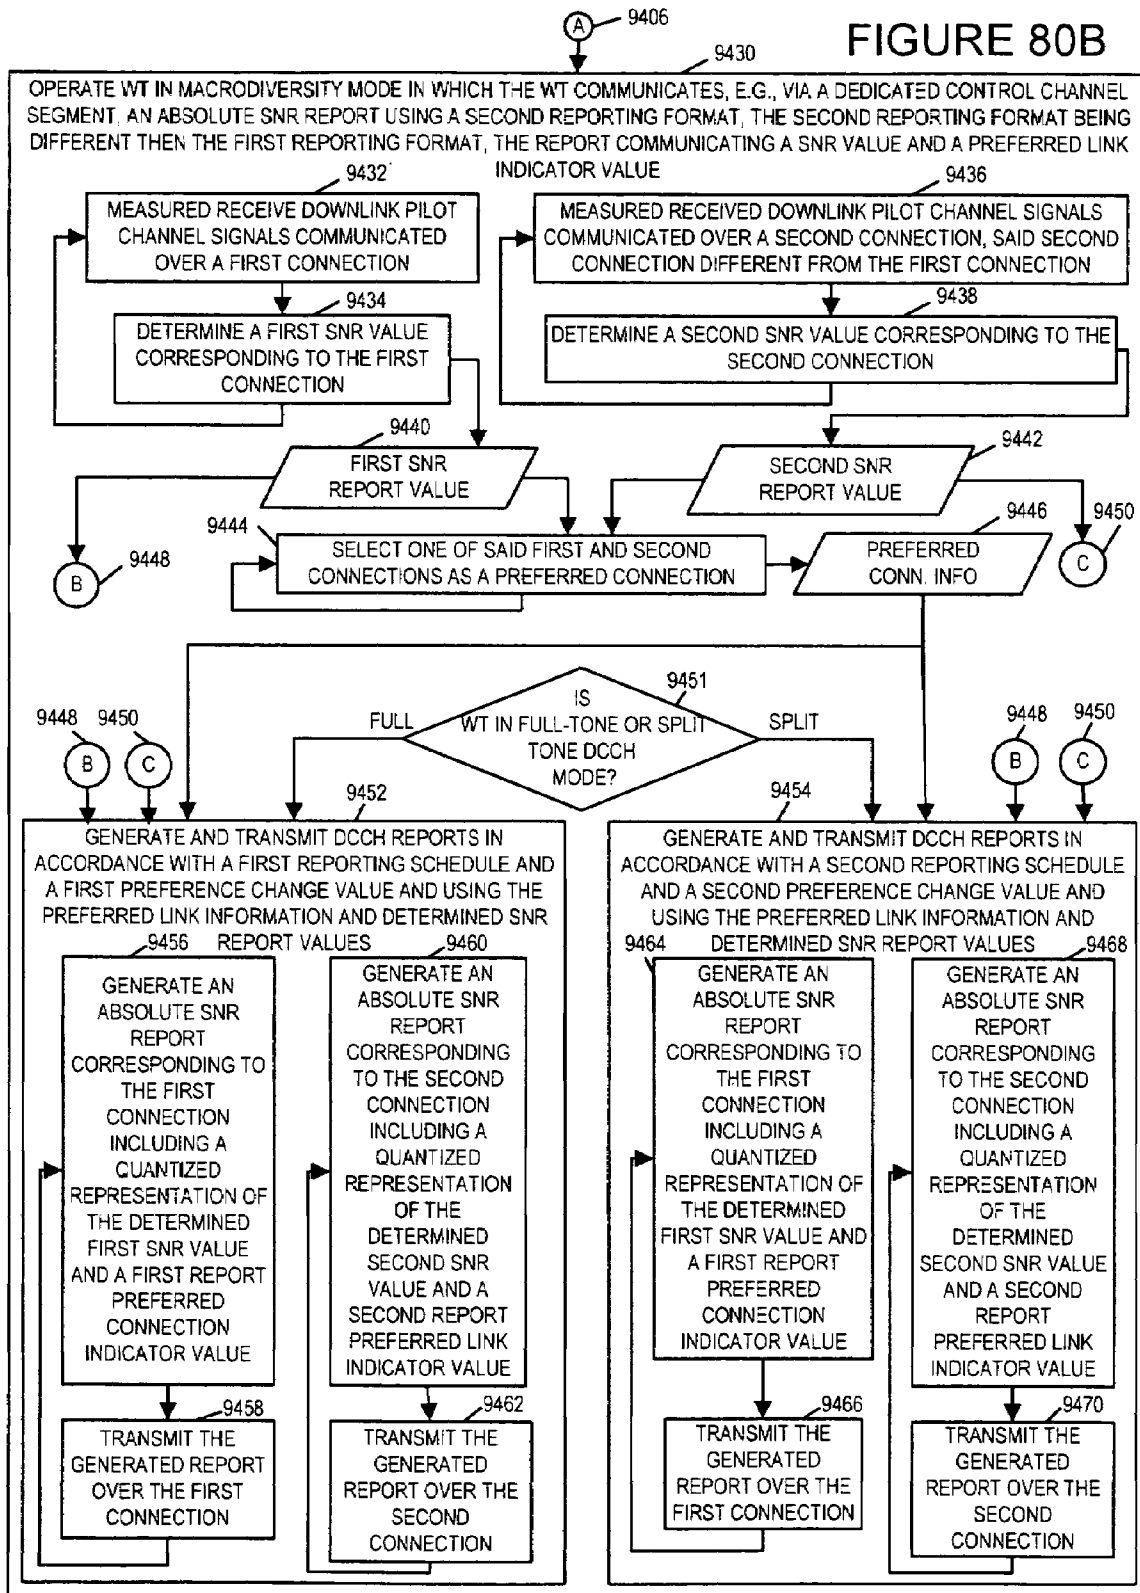 FIGURE 80B
A
9406
9430
OPERATE WT IN MACRODIVERSITY MODE IN WHICH THE WT COMMUNICATES, E.G., VIA A DEDICATED CONTROL CHANNEL
SEGMENT, AN ABSOLUTE SNR REPORT USING A SECOND REPORTING FORMAT, THE SECOND REPORTING FORMAT BEING
DIFFERENT THEN THE FIRST REPORTING FORMAT, THE REPORT COMMUNICATING A SNR VALUE AND A PREFERRED LINK
INDICATOR VALUE
9432
MEASURED RECEIVE DOWNLINK PILOT
CHANNEL SIGNALS COMMUNICATED
OVER A FIRST CONNECTION
9436
MEASURED RECEIVED DOWNLINK PILOT CHANNEL SIGNALS
COMMUNICATED OVER A SECOND CONNECTION, SAID SECOND
CONNECTION DIFFERENT FROM THE FIRST CONNECTION
9434
DETERMINE A FIRST SNR VALUE
CORRESPONDING TO THE FIRST
CONNECTION
9438
DETERMINE A SECOND SNR VALUE CORRESPONDING TO THE
SECOND CONNECTION
9440
FIRST SNR
REPORT VALUE
9442
SECOND SNR
REPORT VALUE
9444
SELECT ONE OF SAID FIRST AND SECOND
CONNECTIONS AS A PREFERRED CONNECTION
9446
PREFERRED
CONN. INFO
B
9448
C
9450
9451
IS
WT IN FULL-TONE OR SPLIT
TONE DCCH
MODE?
FULL
SPLIT
9448
B
9450
C
9448
B
9450
C
9452
GENERATE AND TRANSMIT DCCH REPORTS IN
ACCORDANCE WITH A FIRST REPORTING SCHEDULE AND
A FIRST PREFERENCE CHANGE VALUE AND USING THE
PREFERRED LINK INFORMATION AND DETERMINED SNR
REPORT VALUES
9456
GENERATE AN
ABSOLUTE SNR
REPORT
CORRESPONDING TO
THE FIRST
CONNECTION
INCLUDING A
QUANTIZED
REPRESENTATION OF
THE DETERMINED
FIRST SNR VALUE
AND A FIRST REPORT
PREFERRED
CONNECTION
INDICATOR VALUE
9458
TRANSMIT THE
GENERATED REPORT
OVER THE FIRST
CONNECTION
9460
GENERATE AN
ABSOLUTE SNR
REPORT
CORRESPONDING
TO THE SECOND
CONNECTION
INCLUDING A
QUANTIZED
REPRESENTATION
OF THE
DETERMINED
SECOND SNR
VALUE AND A
SECOND REPORT
PREFERRED LINK
INDICATOR VALUE
9462
TRANSMIT THE
GENERATED
REPORT OVER THE
SECOND
CONNECTION
9454
GENERATE AND TRANSMIT DCCH REPORTS IN
ACCORDANCE WITH A SECOND REPORTING SCHEDULE
AND A SECOND PREFERENCE CHANGE VALUE AND
USING THE PREFERRED LINK INFORMATION AND
DETERMINED SNR REPORT VALUES
9464
GENERATE AN
ABSOLUTE SNR
REPORT
CORRESPONDING TO
THE FIRST
CONNECTION
INCLUDING A
QUANTIZED
REPRESENTATION OF
THE DETERMINED
FIRST SNR VALUE AND
A FIRST REPORT
PREFERRED
CONNECTION
INDICATOR VALUE
9466
TRANSMIT THE
GENERATED
REPORT OVER THE
FIRST CONNECTION
9468
GENERATE AN
ABSOLUTE SNR
REPORT
CORRESPONDING
TO THE SECOND
CONNECTION
INCLUDING A
QUANTIZED
REPRESENTATION
OF THE
DETERMINED
SECOND SNR VALUE
AND A SECOND
REPORT
PREFERRED LINK
INDICATOR VALUE
9470
TRANSMIT THE
GENERATED
REPORT OVER THE
SECOND
CONNECTION